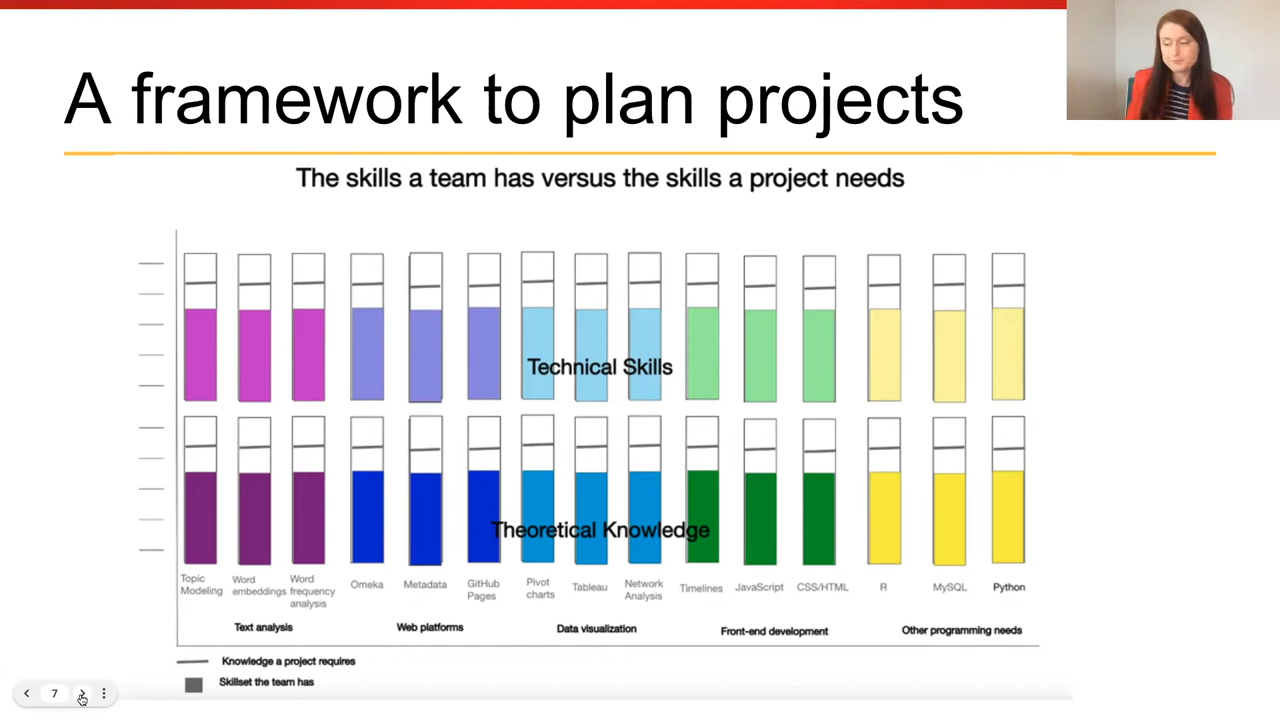 A framework to plan projects
The skills a team has versus the skills a project needs
Technical Skills
Theoretical Knowledge
Topic
Modeling
Word
embeddings
Word
frequency
analysis
Omeka
Metadata
GitHub
Pages
Pivot
charts
Tableau
Network
Analysis
Timelines
JavaScript
CSS/HTML
R
MySQL
Python
Text analysis
Web platforms
Data visualization
Front-end development
Other programming needs
Knowledge a project requires
Skillset the team has
7